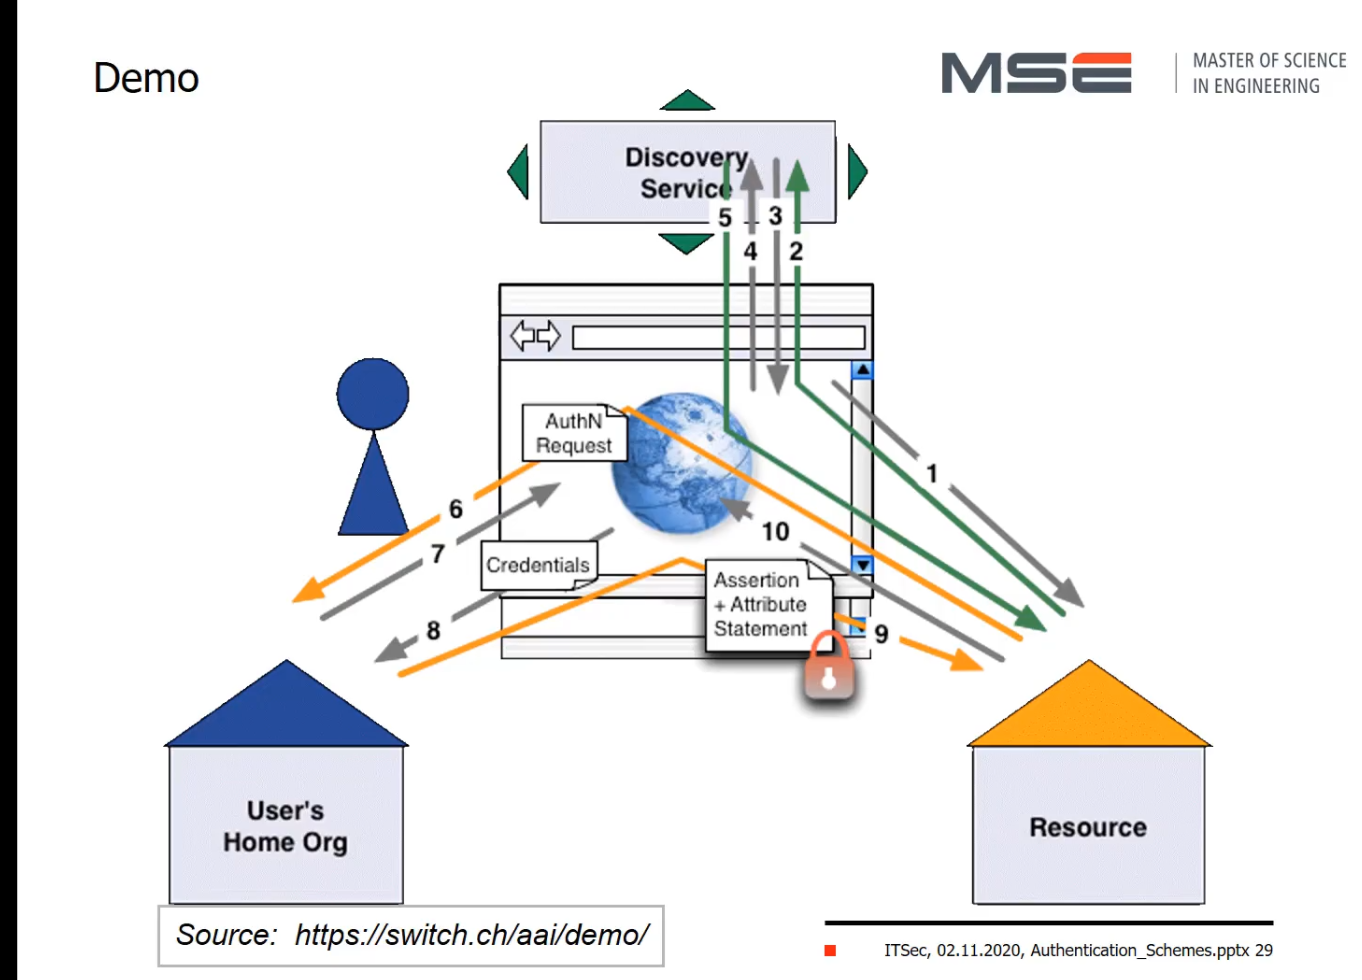 Demo
MSE
MASTER OF SCIENCE
IN ENGINEERING
Discovery
Service
5
3
4
2
AuthN
Request
1
6
7
10
Credentials
Assertion
+ Attribute
Statement
8
9
User's
Home Org
Resource
Source: https://switch.ch/aai/demo/
ITSec, 02.11.2020, Authentication_Schemes.pptx 29